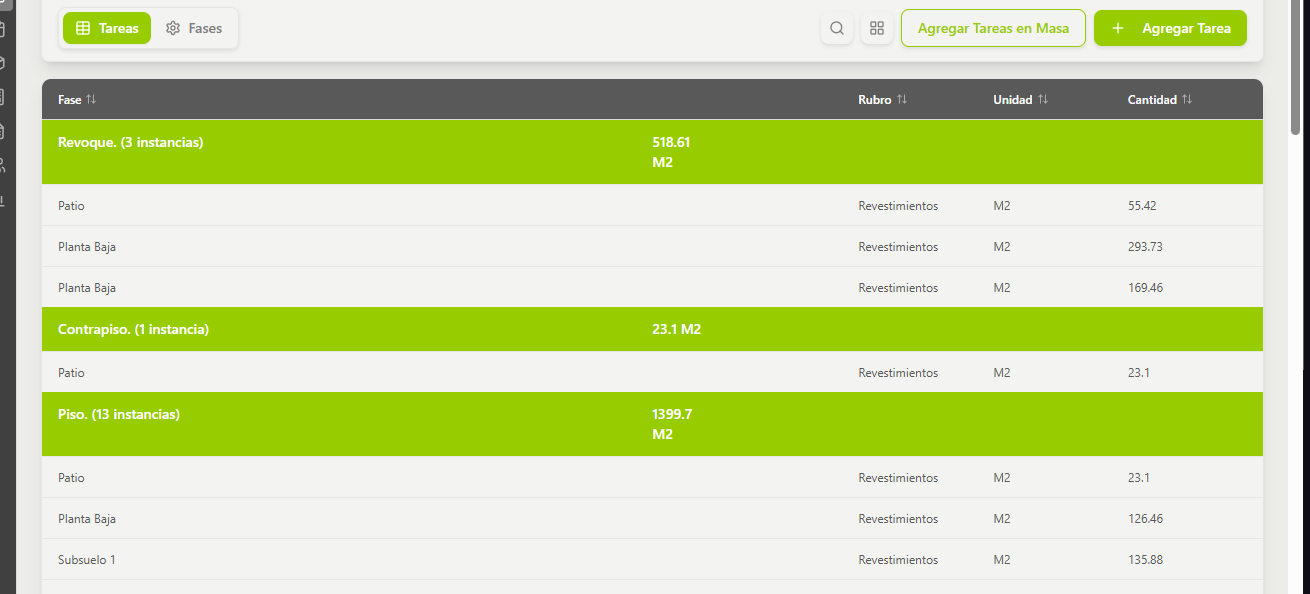 Tareas Fases Agregar Tareas en Masa + Agregar Tarea
Fase Rubro Unidad Cantidad
Revoque. (3 instancias) 518.61
M2
Patio Revestimientos M2 55.42
Planta Baja Revestimientos M2 293.73
Planta Baja Revestimientos M2 169.46
Contrapiso. (1 instancia) 23.1 M2
Patio Revestimientos M2 23.1
Piso. (13 instancias) 1399.7
M2
Patio Revestimientos M2 23.1
Planta Baja Revestimientos M2 126.46
Subsuelo 1 Revestimientos M2 135.88